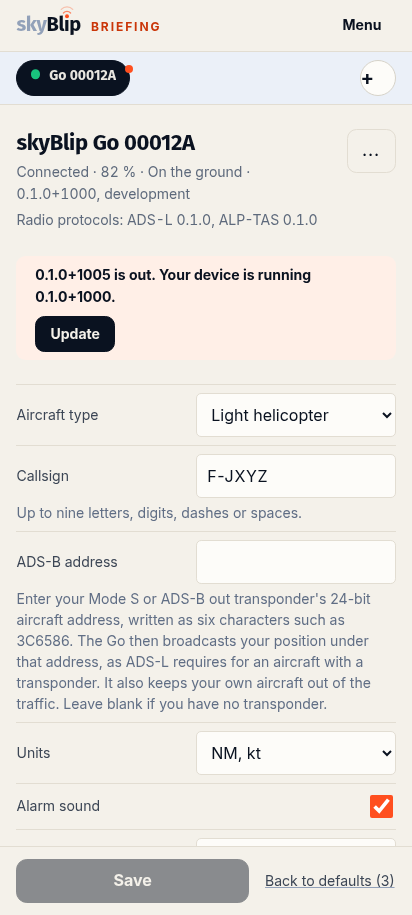 skyBlip BRIEFING
Menu
Go 00012A
+
skyBlip Go 00012A
...
Connected · 82 % · On the ground ·
0.1.0+1000, development
Radio protocols: ADS-L 0.1.0, ALP-TAS 0.1.0
0.1.0+1005 is out. Your device is running
0.1.0+1000.
Update
Aircraft type
Light helicopter
Callsign
F-JXYZ
Up to nine letters, digits, dashes or spaces.
ADS-B address
Enter your Mode S or ADS-B out transponder's 24-bit
aircraft address, written as six characters such as
3C6586. The Go then broadcasts your position under
that address, as ADS-L requires for an aircraft with a
transponder. It also keeps your own aircraft out of the
traffic. Leave blank if you have no transponder.
Units
NM, kt
Alarm sound
Save
Back to defaults (3)